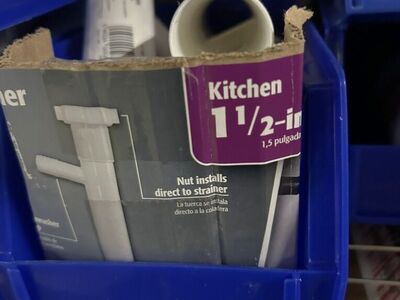 Kitchen
1 1/2-in
1,5 pulgada
her
Nut installs
direct to strainer
La tuerca se instala
directo a la coladera